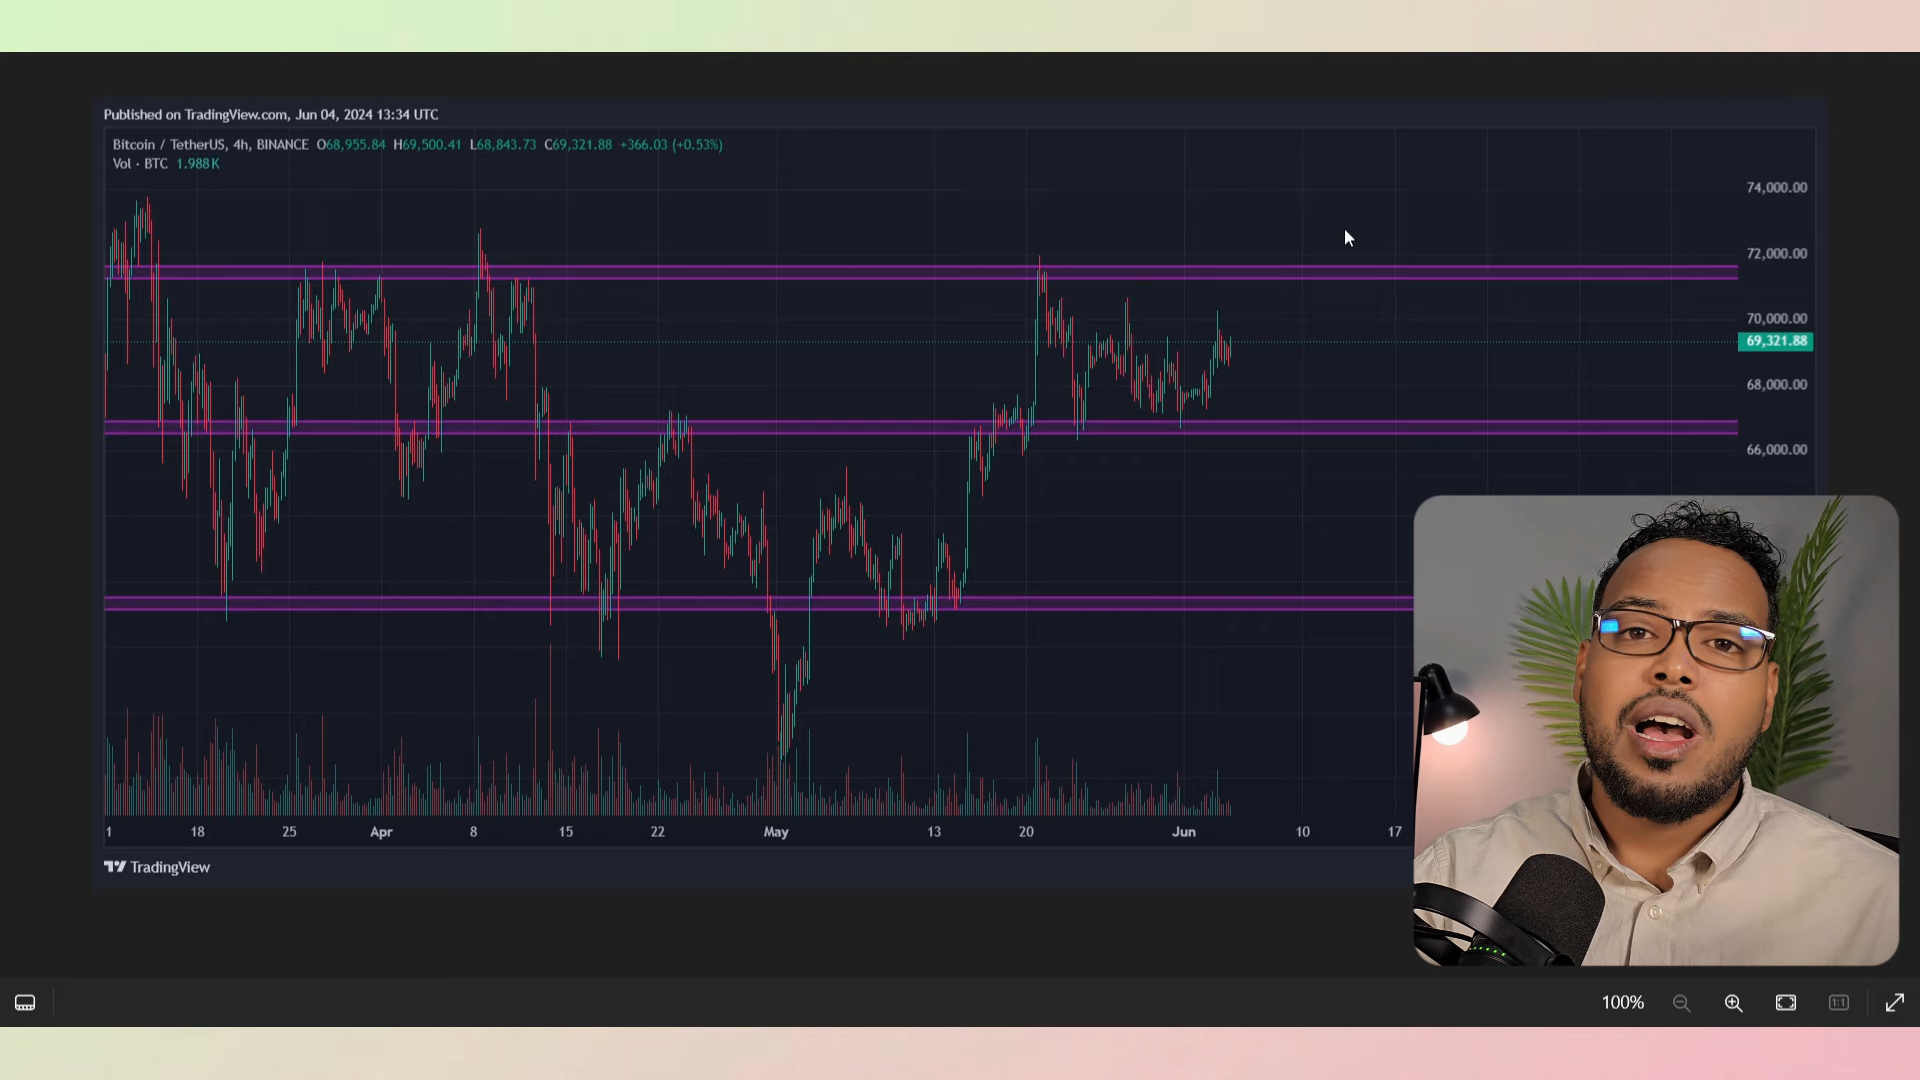 Published on TradingView.com, Jun 04, 2024 13:34 UTC
Bitcoin / TetherUS, 4h, BINANCE O68,955.84 H69,500.41 L68,843.73 C69,321.88 +366.03 (+0.53%)
Vol · BTC 1.988K
74,000.00
72,000.00
70,000.00
69,321.88
68,000.00
66,000.00
1 18 25 Apr 8 15 22 May 13 20 Jun 10 17
TradingView
100%
1:1